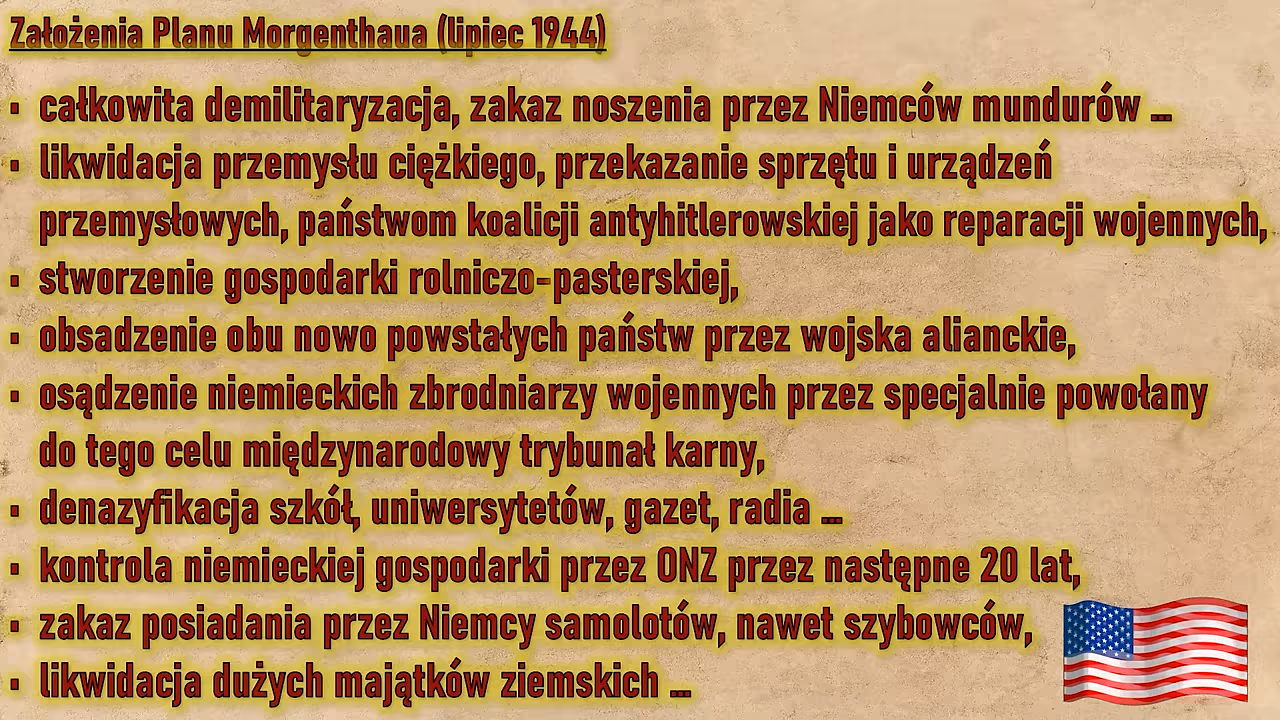 Założenia Planu Morgenthaua (lipiec 1944)
▪ całkowita demilitaryzacja, zakaz noszenia przez Niemców mundurów ...
▪ likwidacja przemysłu ciężkiego, przekazanie sprzętu i urządzeń
przemysłowych, państwom koalicji antyhitlerowskiej jako reparacji wojennych,
▪ stworzenie gospodarki rolniczo-pasterskiej,
▪ obsadzenie obu nowo powstałych państw przez wojska alianckie,
▪ osądzenie niemieckich zbrodniarzy wojennych przez specjalnie powołany
do tego celu międzynarodowy trybunał karny,
▪ denazyfikacja szkół, uniwersytetów, gazet, radia ...
▪ kontrola niemieckiej gospodarki przez ONZ przez następne 20 lat,
▪ zakaz posiadania przez Niemcy samolotów, nawet szybowców,
▪ likwidacja dużych majątków ziemskich ...